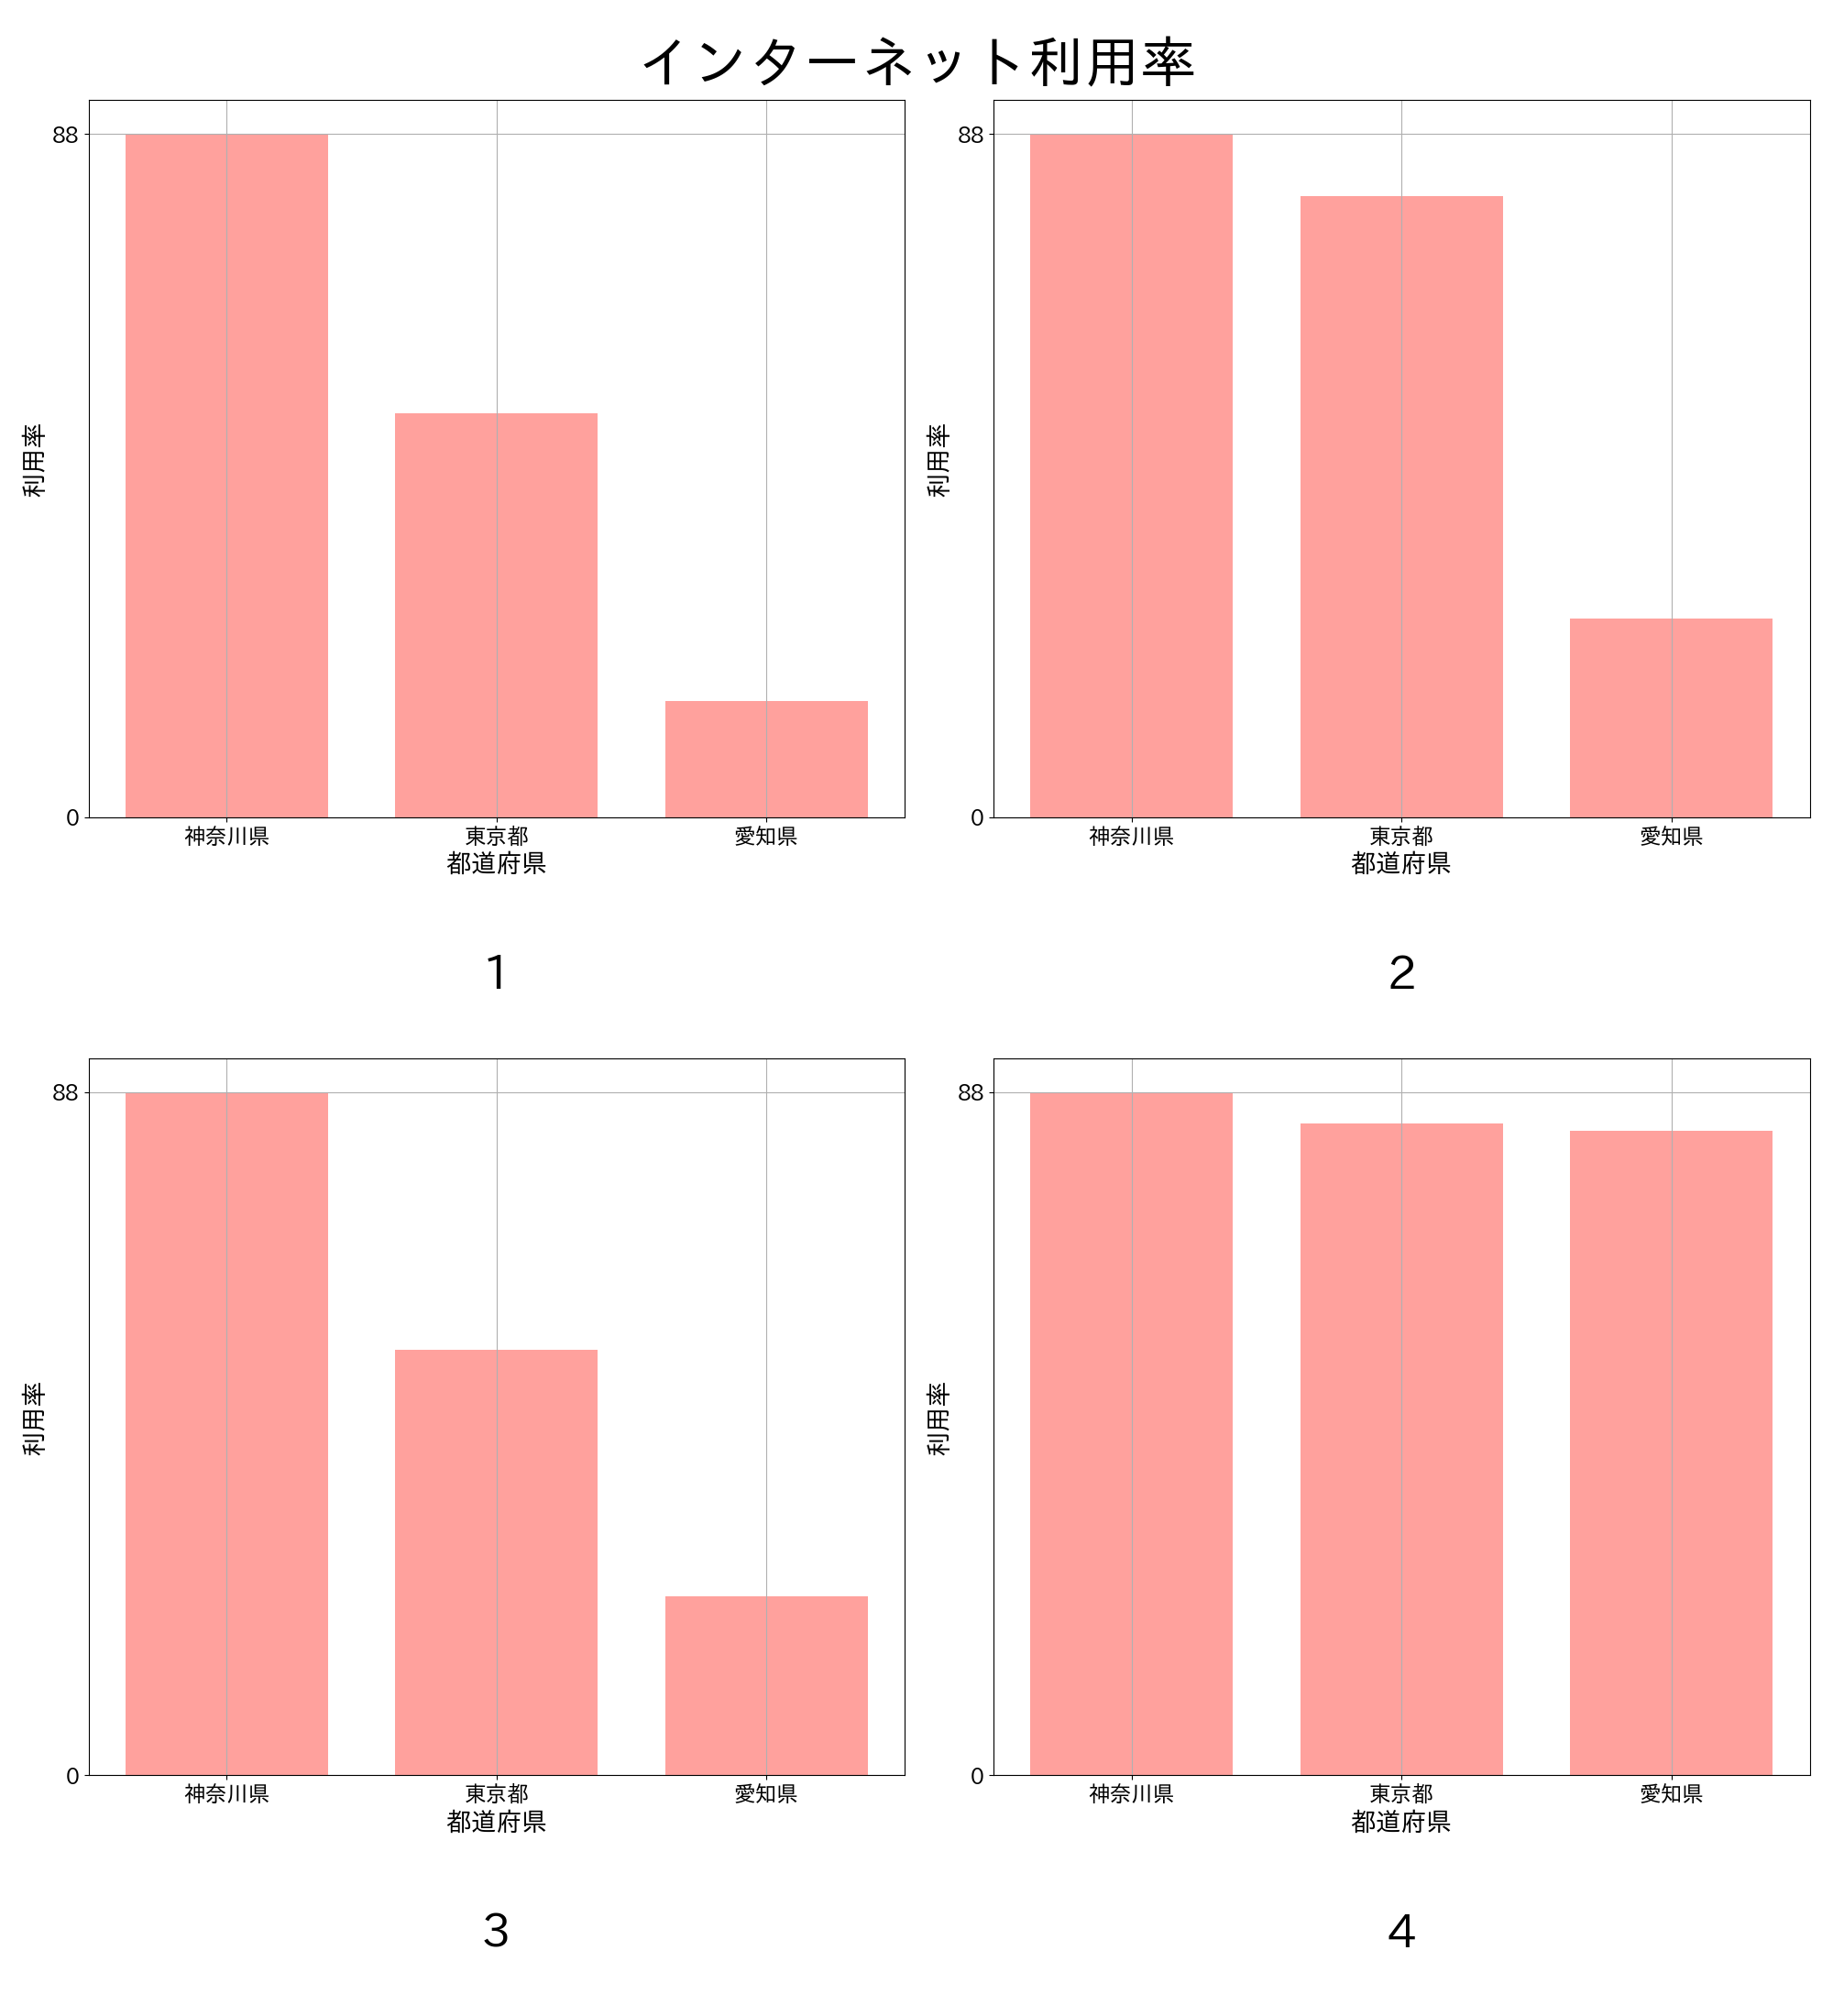 インターネット利用率
88
0
利用率
神奈川県 東京都 愛知県
都道府県
1
88
0
利用率
神奈川県 東京都 愛知県
都道府県
2
88
0
利用率
神奈川県 東京都 愛知県
都道府県
3
88
0
利用率
神奈川県 東京都 愛知県
都道府県
4